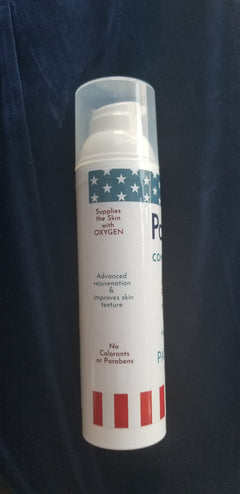 Supplies
the Skin
with
OXYGEN
Advanced
rejuvenation
&
improves skin
texture
No
Colorants
or Parabens